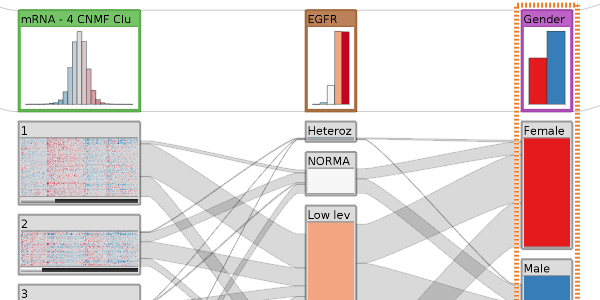 mRNA - 4 CNMF Clu
EGFR
Gender
1
Heteroz
Female
NORMA
Low lev
2
Male
3